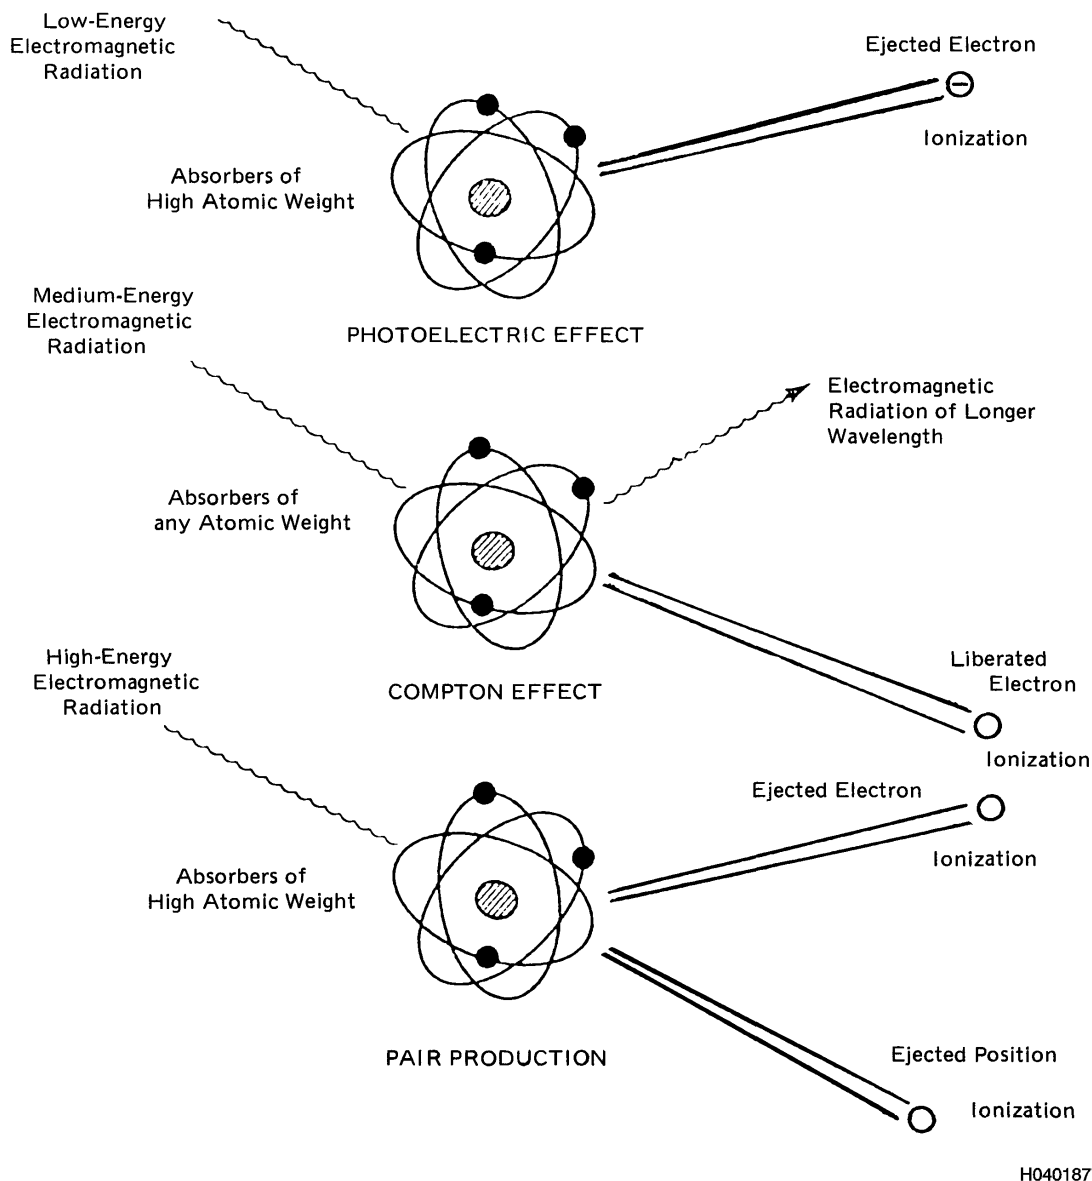 Low-Energy
Electromagnetic
Radiation
Ejected Electron
Ionization
Absorbers of
High Atomic Weight
PHOTOELECTRIC EFFECT
Medium-Energy
Electromagnetic
Radiation
Electromagnetic
Radiation of Longer
Wavelength
Absorbers of
any Atomic Weight
COMPTON EFFECT
Liberated
Electron
Ionization
High-Energy
Electromagnetic
Radiation
Ejected Electron
Ionization
Absorbers of
High Atomic Weight
PAIR PRODUCTION
Ejected Position
Ionization
H040187